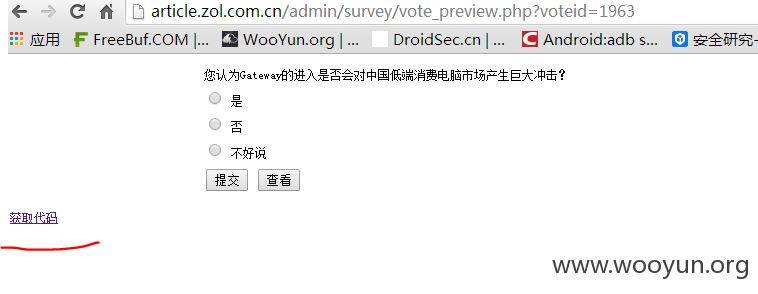 article.zol.com.cn/admin/survey/vote_preview.php?voteid=1963
应用 FreeBuf.COM |... WooYun.org | ... DroidSec.cn | ... Android:adb s... 安全研究-
您认为Gateway的进入是否会对中国低端消费电脑市场产生巨大冲击?
是
否
不好说
提交 查看
获取代码
www.wooyun.org